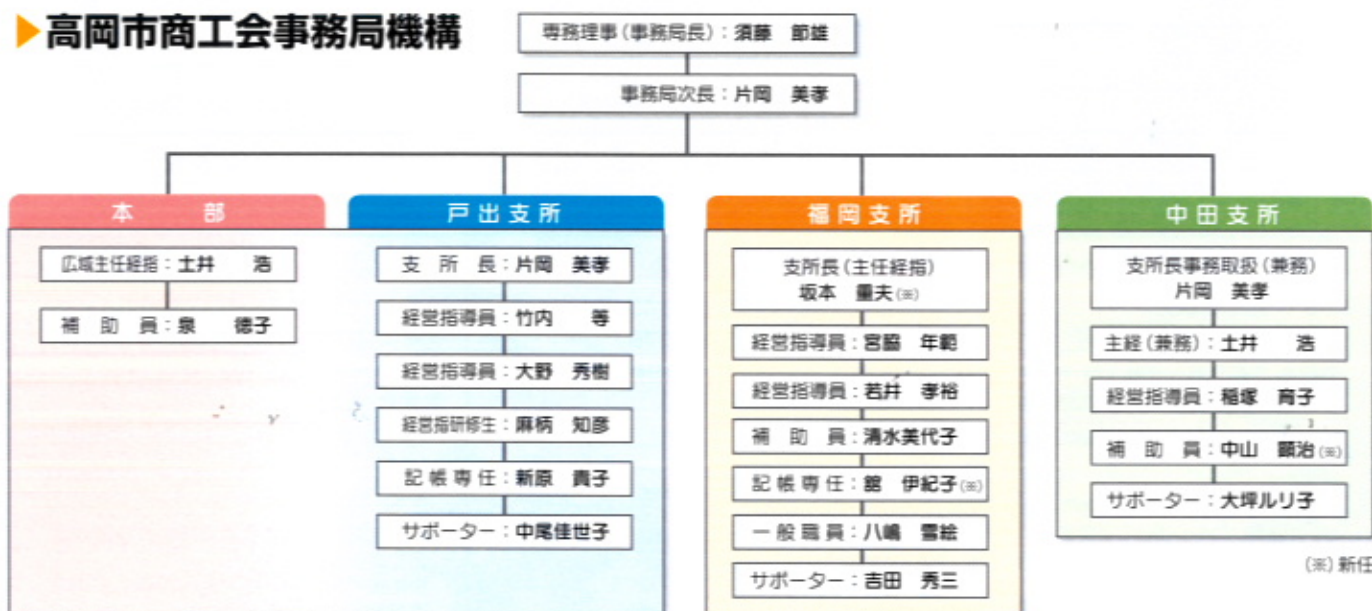 ▶高岡市商工会事務局機構
専務理事(事務局長):須藤 節雄
事務局次長:片岡 美孝
本 部
広域主任経指:土井 浩
補 助 員:泉 徳子
戸出支所
支 所 長:片岡 美孝
経営指導員:竹内 等
経営指導員:大野 秀樹
経営指研修生:麻柄 知彦
記帳専任:新原 貴子
サポーター:中尾佳世子
福岡支所
支所長(主任経指)
坂本 重夫(※)
経営指導員:宮脇 年範
経営指導員:若井 孝裕
補 助 員:清水美代子
記帳専任:舘 伊紀子(※)
一般職員:八嶋 雪絵
サポーター:吉田 秀三
中田支所
支所長事務取扱(兼務)
片岡 美孝
主経(兼務):土井 浩
経営指導員:稲塚 育子
補 助 員:中山 顕治(※)
サポーター:大坪ルリ子
(※)新任